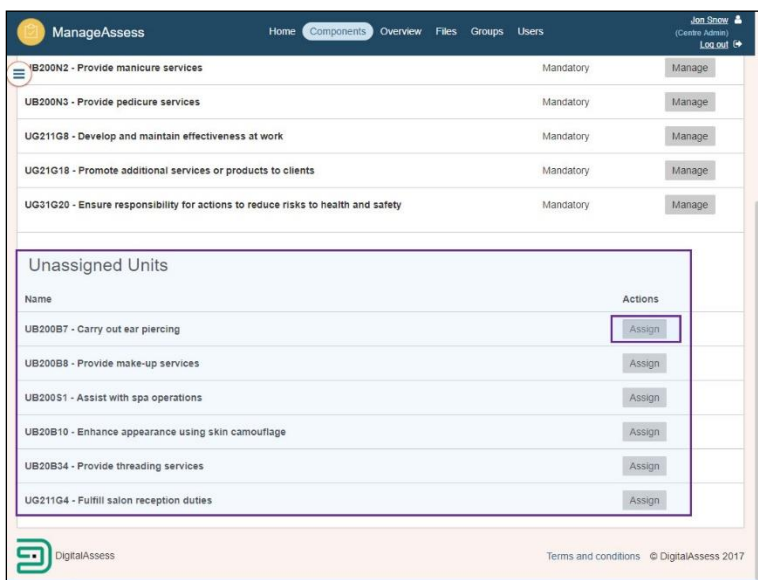 ManageAssess Home Components Overview Files Groups Users Jon Snow
(Centre Admin)
Log out
UB200N2 - Provide manicure services Mandatory Manage
UB200N3 - Provide pedicure services Mandatory Manage
UG211G8 - Develop and maintain effectiveness at work Mandatory Manage
UG21G18 - Promote additional services or products to clients Mandatory Manage
UG31G20 - Ensure responsibility for actions to reduce risks to health and safety Mandatory Manage
Unassigned Units
Name Actions
UB200B7 - Carry out ear piercing Assign
UB200B8 - Provide make-up services Assign
UB200S1 - Assist with spa operations Assign
UB20B10 - Enhance appearance using skin camouflage Assign
UB20B34 - Provide threading services Assign
UG211G4 - Fulfill salon reception duties Assign
DigitalAssess Terms and conditions © DigitalAssess 2017